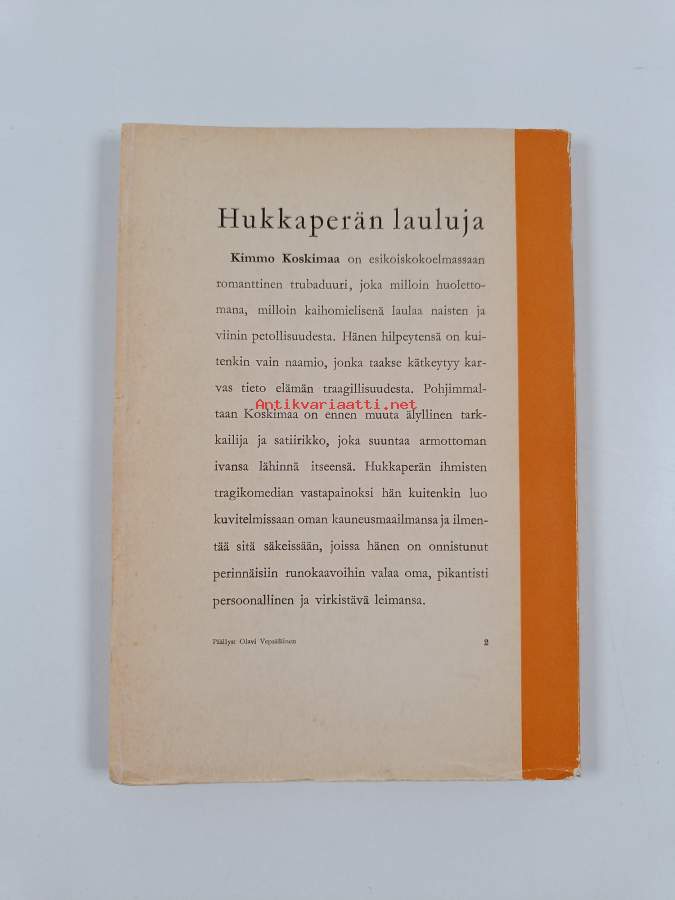 Hukkaperän lauluja
Kimmo Koskimaa on esikoiskokoelmassaan
romanttinen trubaduuri, joka milloin huoletto-
mana, milloin kaihomielisenä laulaa naisten ja
viinin petollisuudesta. Hänen hilpeytensä on kui-
tenkin vain naamio, jonka taakse kätkeytyy kar-
vas tieto elämän traagillisuudesta. Pohjimmal-
Antikvariaatti.net
taan Koskimaa on ennen muuta älyllinen tark-
kailija ja satiirikko, joka suuntaa armottoman
ivansa lähinnä itseensä. Hukkaperän ihmisten
tragikomedian vastapainoksi hän kuitenkin luo
kuvitelmissaan oman kauneusmaailmansa ja ilmen-
tää sitä säkeissään, joissa hänen on onnistunut
perinnäisiin runokaavoihin valaa oma, pikantisti
persoonallinen ja virkistävä leimansa.
Päällys: Olavi Vepsäläinen 2